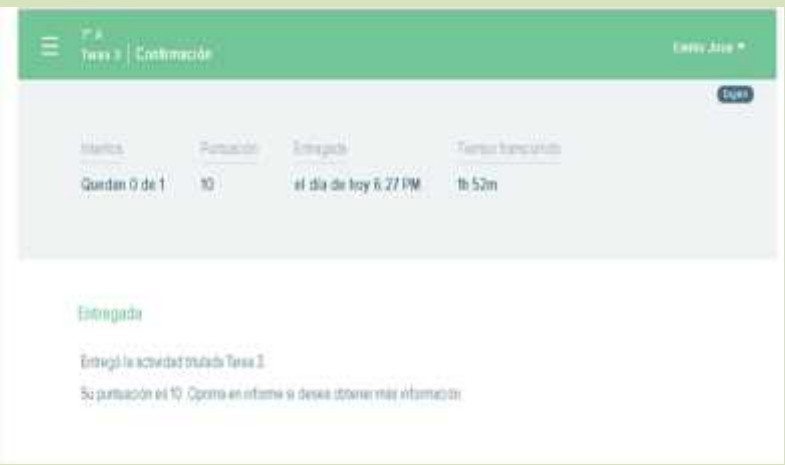 7° A
Tarea 3 | Confirmación
Intentos
Puntuación
Entregada
Tiempo transcurrido
Quedan 0 de 1
10
el día de hoy 6:27 PM
1h 52m
Entregada
Entregó la actividad titulada Tarea 3.
Su puntuación es 10. Oprima en informe si desea obtener más información.